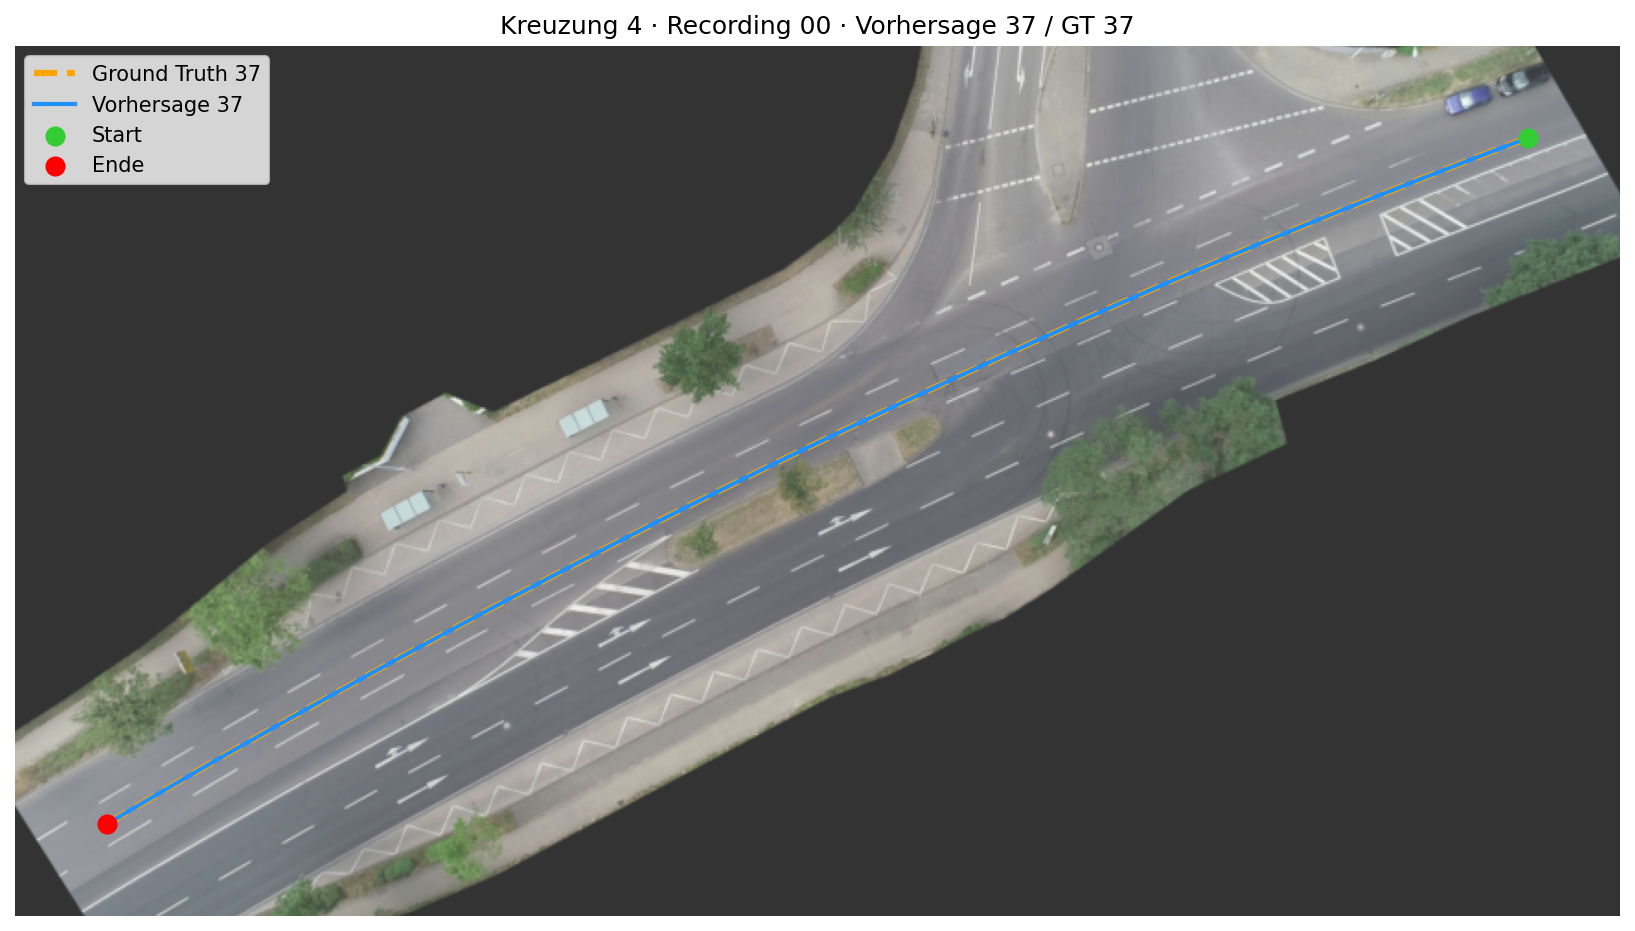 Kreuzung 4 · Recording 00 · Vorhersage 37 / GT 37
Ground Truth 37
Vorhersage 37
Start
Ende